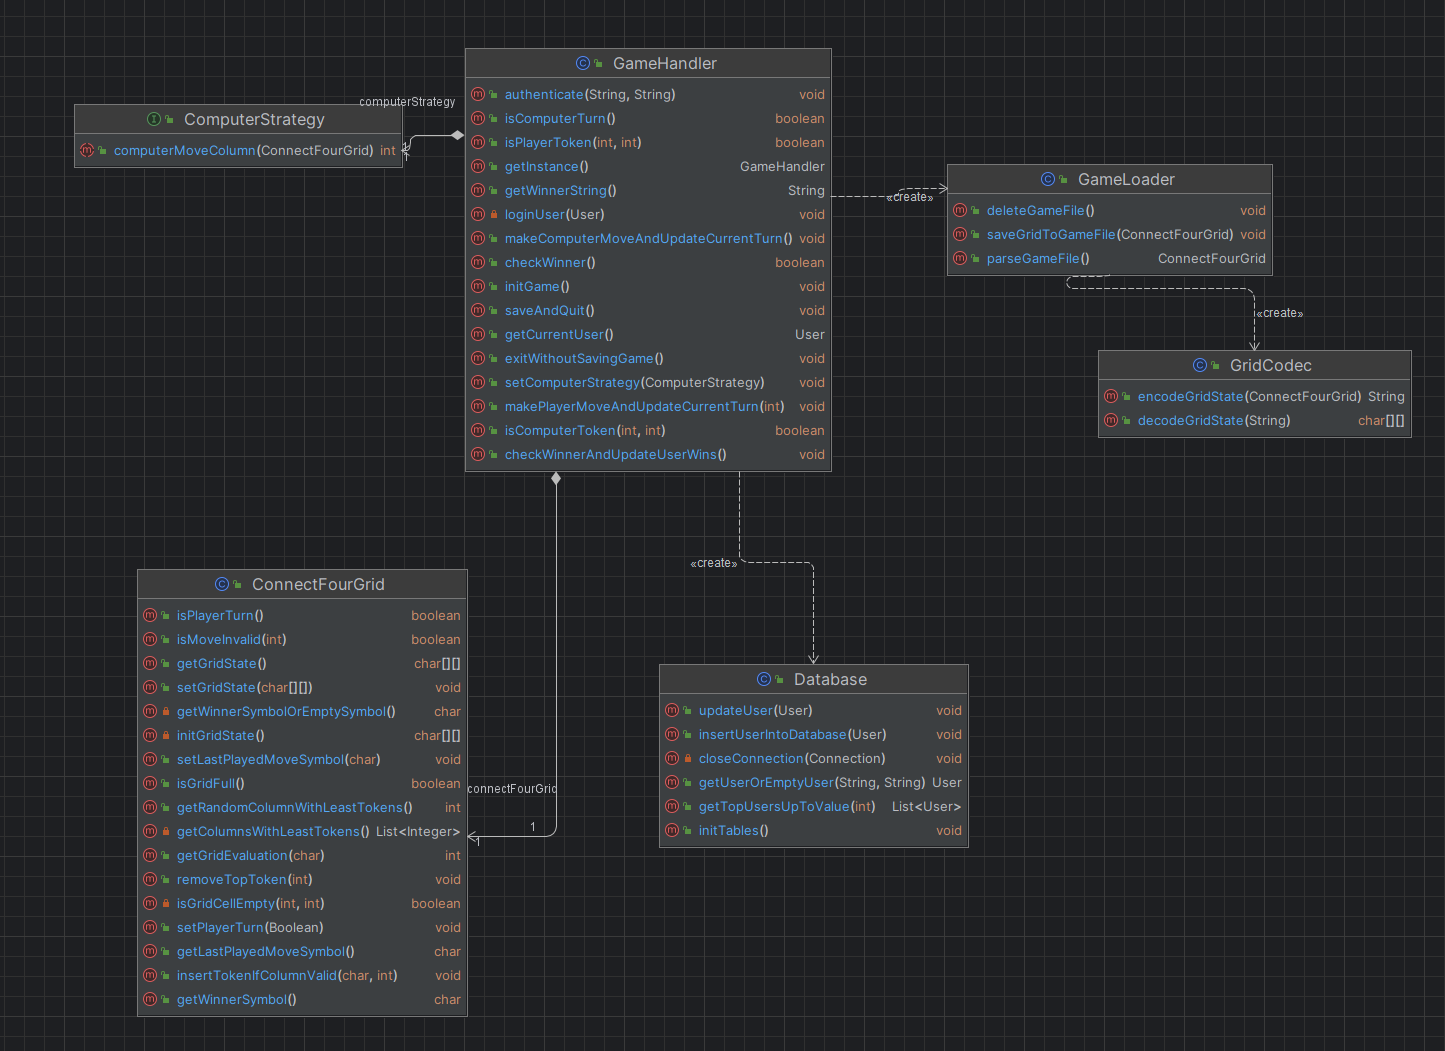 GameHandler
authenticate(String, String) void
isComputerTurn() boolean
isPlayerToken(int, int) boolean
getInstance() GameHandler
getWinnerString() String
loginUser(User) void
makeComputerMoveAndUpdateCurrentTurn() void
checkWinner() boolean
initGame() void
saveAndQuit() void
getCurrentUser() User
exitWithoutSavingGame() void
setComputerStrategy(ComputerStrategy) void
makePlayerMoveAndUpdateCurrentTurn(int) void
isComputerToken(int, int) boolean
checkWinnerAndUpdateUserWins() void
computerStrategy
1
ComputerStrategy
computerMoveColumn(ConnectFourGrid) int
«create»
GameLoader
deleteGameFile() void
saveGridToGameFile(ConnectFourGrid) void
parseGameFile() ConnectFourGrid
«create»
GridCodec
encodeGridState(ConnectFourGrid) String
decodeGridState(String) char[][]
ConnectFourGrid
isPlayerTurn() boolean
isMoveInvalid(int) boolean
getGridState() char[][]
setGridState(char[][]) void
getWinnerSymbolOrEmptySymbol() char
initGridState() char[][]
setLastPlayedMoveSymbol(char) void
isGridFull() boolean
getRandomColumnWithLeastTokens() int
getColumnsWithLeastTokens() List<Integer>
getGridEvaluation(char) int
removeTopToken(int) void
isGridCellEmpty(int, int) boolean
setPlayerTurn(Boolean) void
getLastPlayedMoveSymbol() char
insertTokenIfColumnValid(char, int) void
getWinnerSymbol() char
connectFourGrid
1
1
«create»
Database
updateUser(User) void
insertUserIntoDatabase(User) void
closeConnection(Connection) void
getUserOrEmptyUser(String, String) User
getTopUsersUpToValue(int) List<User>
initTables() void